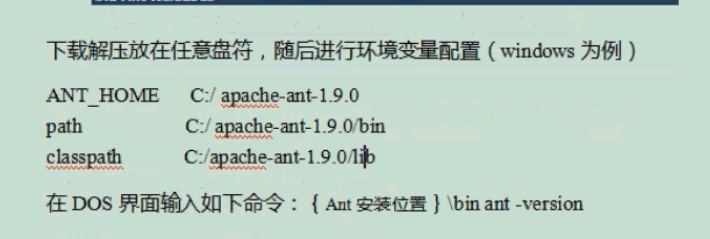 下载解压放在任意盘符，随后进行环境变量配置（windows 为例）
ANT_HOME C:/ apache-ant-1.9.0
path C:/ apache-ant-1.9.0/bin
classpath C:/apache-ant-1.9.0/lib
在 DOS 界面输入如下命令：{ Ant 安装位置 } \bin ant -version